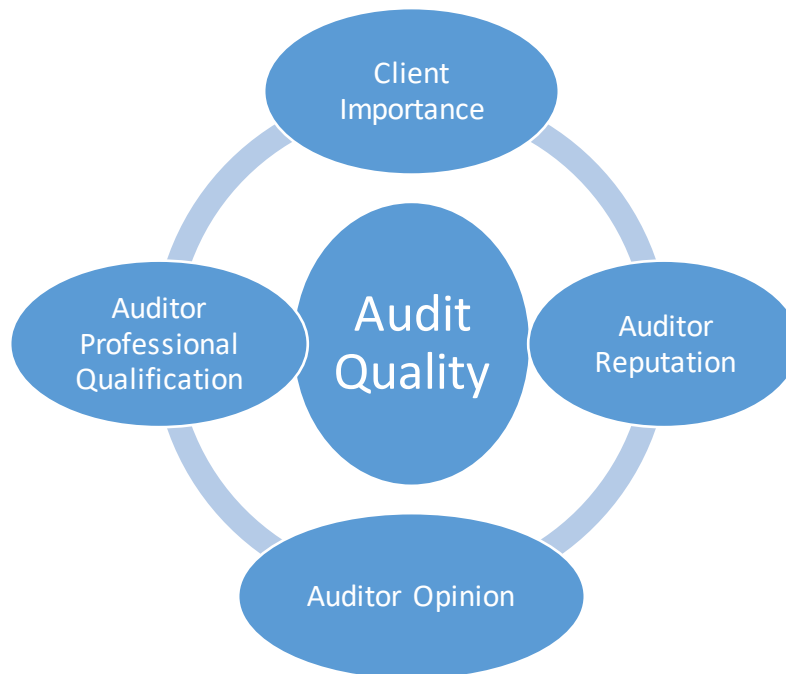 Client
Importance
Auditor
Professional
Qualification
Audit
Quality
Auditor
Reputation
Auditor Opinion